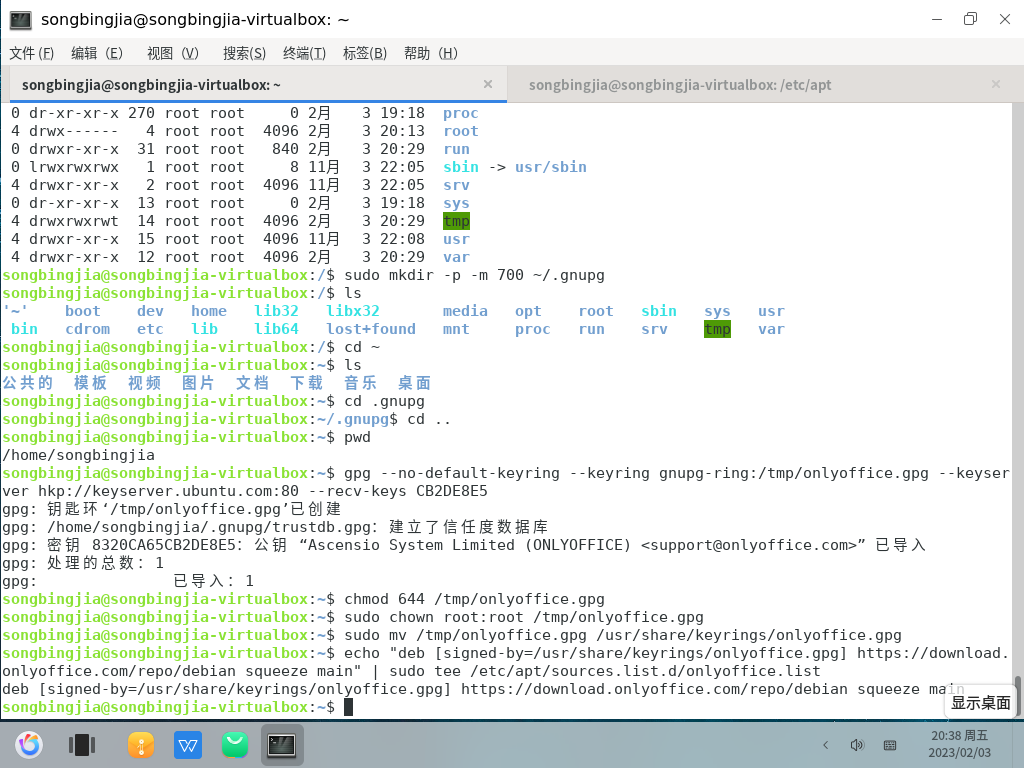 songbingjia@songbingjia-virtualbox: ~
文件 (F) 编辑（E） 视图（V） 搜索(S) 终端(T) 标签(B) 帮助（H）
songbingjia@songbingjia-virtualbox: ~ songbingjia@songbingjia-virtualbox: /etc/apt
0 dr-xr-xr-x 270 root root 0 2月 3 19:18 proc
4 drwx------ 4 root root 4096 2月 3 20:13 root
0 drwxr-xr-x 31 root root 840 2月 3 20:29 run
0 lrwxrwxrwx 1 root root 8 11月 3 22:05 sbin -> usr/sbin
4 drwxr-xr-x 2 root root 4096 11月 3 22:05 srv
0 dr-xr-xr-x 13 root root 0 2月 3 19:18 sys
4 drwxrwxrwt 14 root root 4096 2月 3 20:29 tmp
4 drwxr-xr-x 15 root root 4096 11月 3 22:08 usr
4 drwxr-xr-x 12 root root 4096 2月 3 20:29 var
songbingjia@songbingjia-virtualbox:/$ sudo mkdir -p -m 700 ~/.gnupg
songbingjia@songbingjia-virtualbox:/$ ls
'~' boot dev home lib32 libx32 media opt root sbin sys usr
bin cdrom etc lib lib64 lost+found mnt proc run srv tmp var
songbingjia@songbingjia-virtualbox:/$ cd ~
songbingjia@songbingjia-virtualbox:~$ ls
公共的 模板 视频 图片 文档 下载 音乐 桌面
songbingjia@songbingjia-virtualbox:~$ cd .gnupg
songbingjia@songbingjia-virtualbox:~/.gnupg$ cd ..
songbingjia@songbingjia-virtualbox:~$ pwd
/home/songbingjia
songbingjia@songbingjia-virtualbox:~$ gpg --no-default-keyring --keyring gnupg-ring:/tmp/onlyoffice.gpg --keyser
ver hkp://keyserver.ubuntu.com:80 --recv-keys CB2DE8E5
gpg: 钥匙环‘/tmp/onlyoffice.gpg’已创建
gpg: /home/songbingjia/.gnupg/trustdb.gpg：建立了信任度数据库
gpg: 密钥 8320CA65CB2DE8E5：公钥 “Ascensio System Limited (ONLYOFFICE) <support@onlyoffice.com>” 已导入
gpg: 处理的总数：1
gpg: 已导入：1
songbingjia@songbingjia-virtualbox:~$ chmod 644 /tmp/onlyoffice.gpg
songbingjia@songbingjia-virtualbox:~$ sudo chown root:root /tmp/onlyoffice.gpg
songbingjia@songbingjia-virtualbox:~$ sudo mv /tmp/onlyoffice.gpg /usr/share/keyrings/onlyoffice.gpg
songbingjia@songbingjia-virtualbox:~$ echo "deb [signed-by=/usr/share/keyrings/onlyoffice.gpg] https://download.
onlyoffice.com/repo/debian squeeze main" | sudo tee /etc/apt/sources.list.d/onlyoffice.list
deb [signed-by=/usr/share/keyrings/onlyoffice.gpg] https://download.onlyoffice.com/repo/debian squeeze main
songbingjia@songbingjia-virtualbox:~$
显示桌面
20:38 周五
2023/02/03